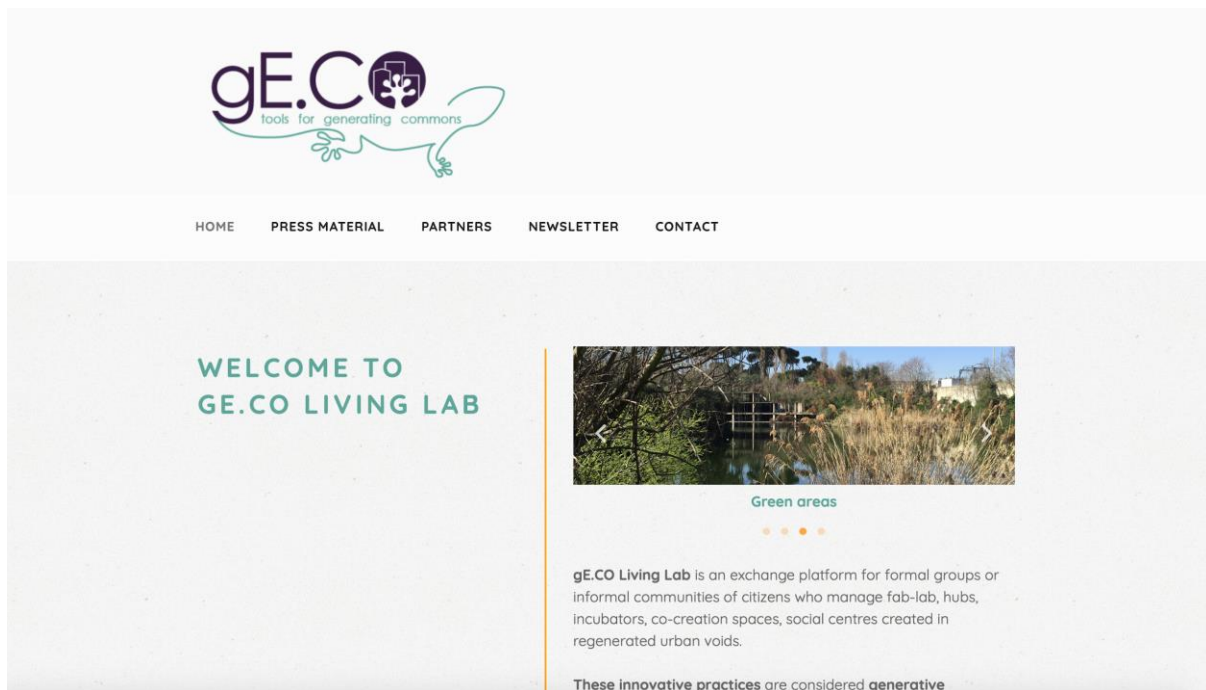 gE.CO
tools for generating commons
HOME PRESS MATERIAL PARTNERS NEWSLETTER CONTACT
WELCOME TO
GE.CO LIVING LAB
Green areas
gE.CO Living Lab is an exchange platform for formal groups or
informal communities of citizens who manage fab-lab, hubs,
incubators, co-creation spaces, social centres created in
regenerated urban voids.
These innovative practices are considered generative